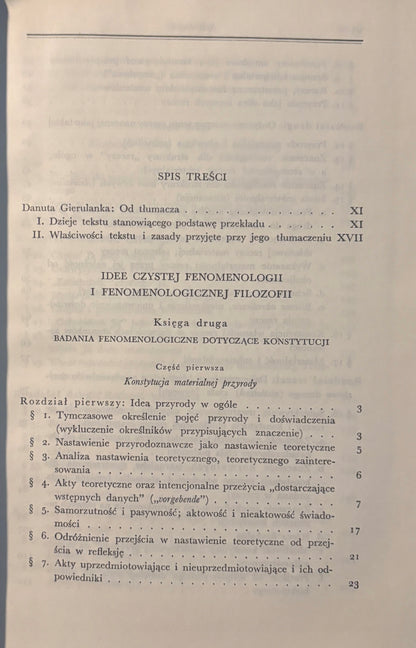 SPIS TREŚCI
Danuta Gierulanka: Od tłumacza . . . . . . . . . . . . . . . XI
I. Dzieje tekstu stanowiącego podstawę przekładu . . . . . . XI
II. Właściwości tekstu i zasady przyjęte przy jego tłumaczeniu XVII
IDEE CZYSTEJ FENOMENOLOGII
I FENOMENOLOGICZNEJ FILOZOFII
Księga druga
BADANIA FENOMENOLOGICZNE DOTYCZĄCE KONSTYTUCJI
Część pierwsza
Konstytucja materialnej przyrody
Rozdział pierwszy: Idea przyrody w ogóle . . . . . . . . . 3
§ 1. Tymczasowe określenie pojęć przyrody i doświadczenia
(wykluczenie określników przypisujących znaczenie) . . . 3
§ 2. Nastawienie przyrodoznawcze jako nastawienie teoretyczne 5
§ 3. Analiza nastawienia teoretycznego, teoretycznego zaintere-
sowania . . . . . . . . . . . . . . . . . . . . . . 6
§ 4. Akty teoretyczne oraz intencjonalne przeżycia „dostarczające
wstępnych danych” („vorgebende”) . . . . . . . . . . . 7
§ 5. Samorzutność i pasywność; aktowość i nieaktowość świado-
mości . . . . . . . . . . . . . . . . . . . . . . . 17
§ 6. Odróżnienie przejścia w nastawienie teoretyczne od przej-
ścia w refleksję . . . . . . . . . . . . . . . . . . . 21
§ 7. Akty uprzedmiotowiające i nieuprzedmiotowiające i ich od-
powiedniki . . . . . . . . . . . . . . . . . . . . . 23